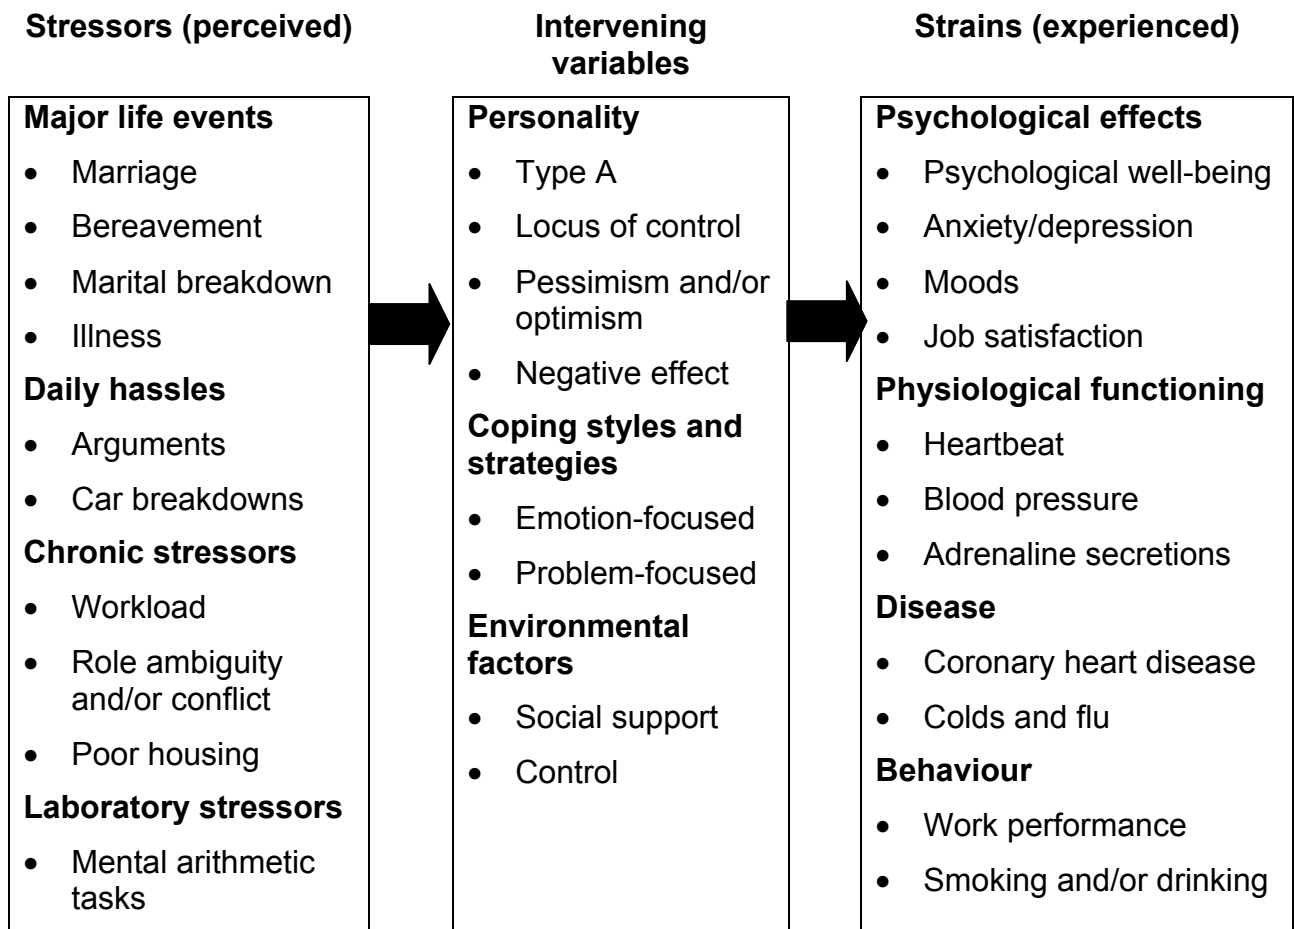 Stressors (perceived)
Major life events
• Marriage
• Bereavement
• Marital breakdown
• Illness
Daily hassles
• Arguments
• Car breakdowns
Chronic stressors
• Workload
• Role ambiguity
and/or conflict
• Poor housing
Laboratory stressors
• Mental arithmetic
tasks
Intervening
variables
Personality
• Type A
• Locus of control
• Pessimism and/or
optimism
• Negative effect
Coping styles and
strategies
• Emotion-focused
• Problem-focused
Environmental
factors
• Social support
• Control
Strains (experienced)
Psychological effects
• Psychological well-being
• Anxiety/depression
• Moods
• Job satisfaction
Physiological functioning
• Heartbeat
• Blood pressure
• Adrenaline secretions
Disease
• Coronary heart disease
• Colds and flu
Behaviour
• Work performance
• Smoking and/or drinking